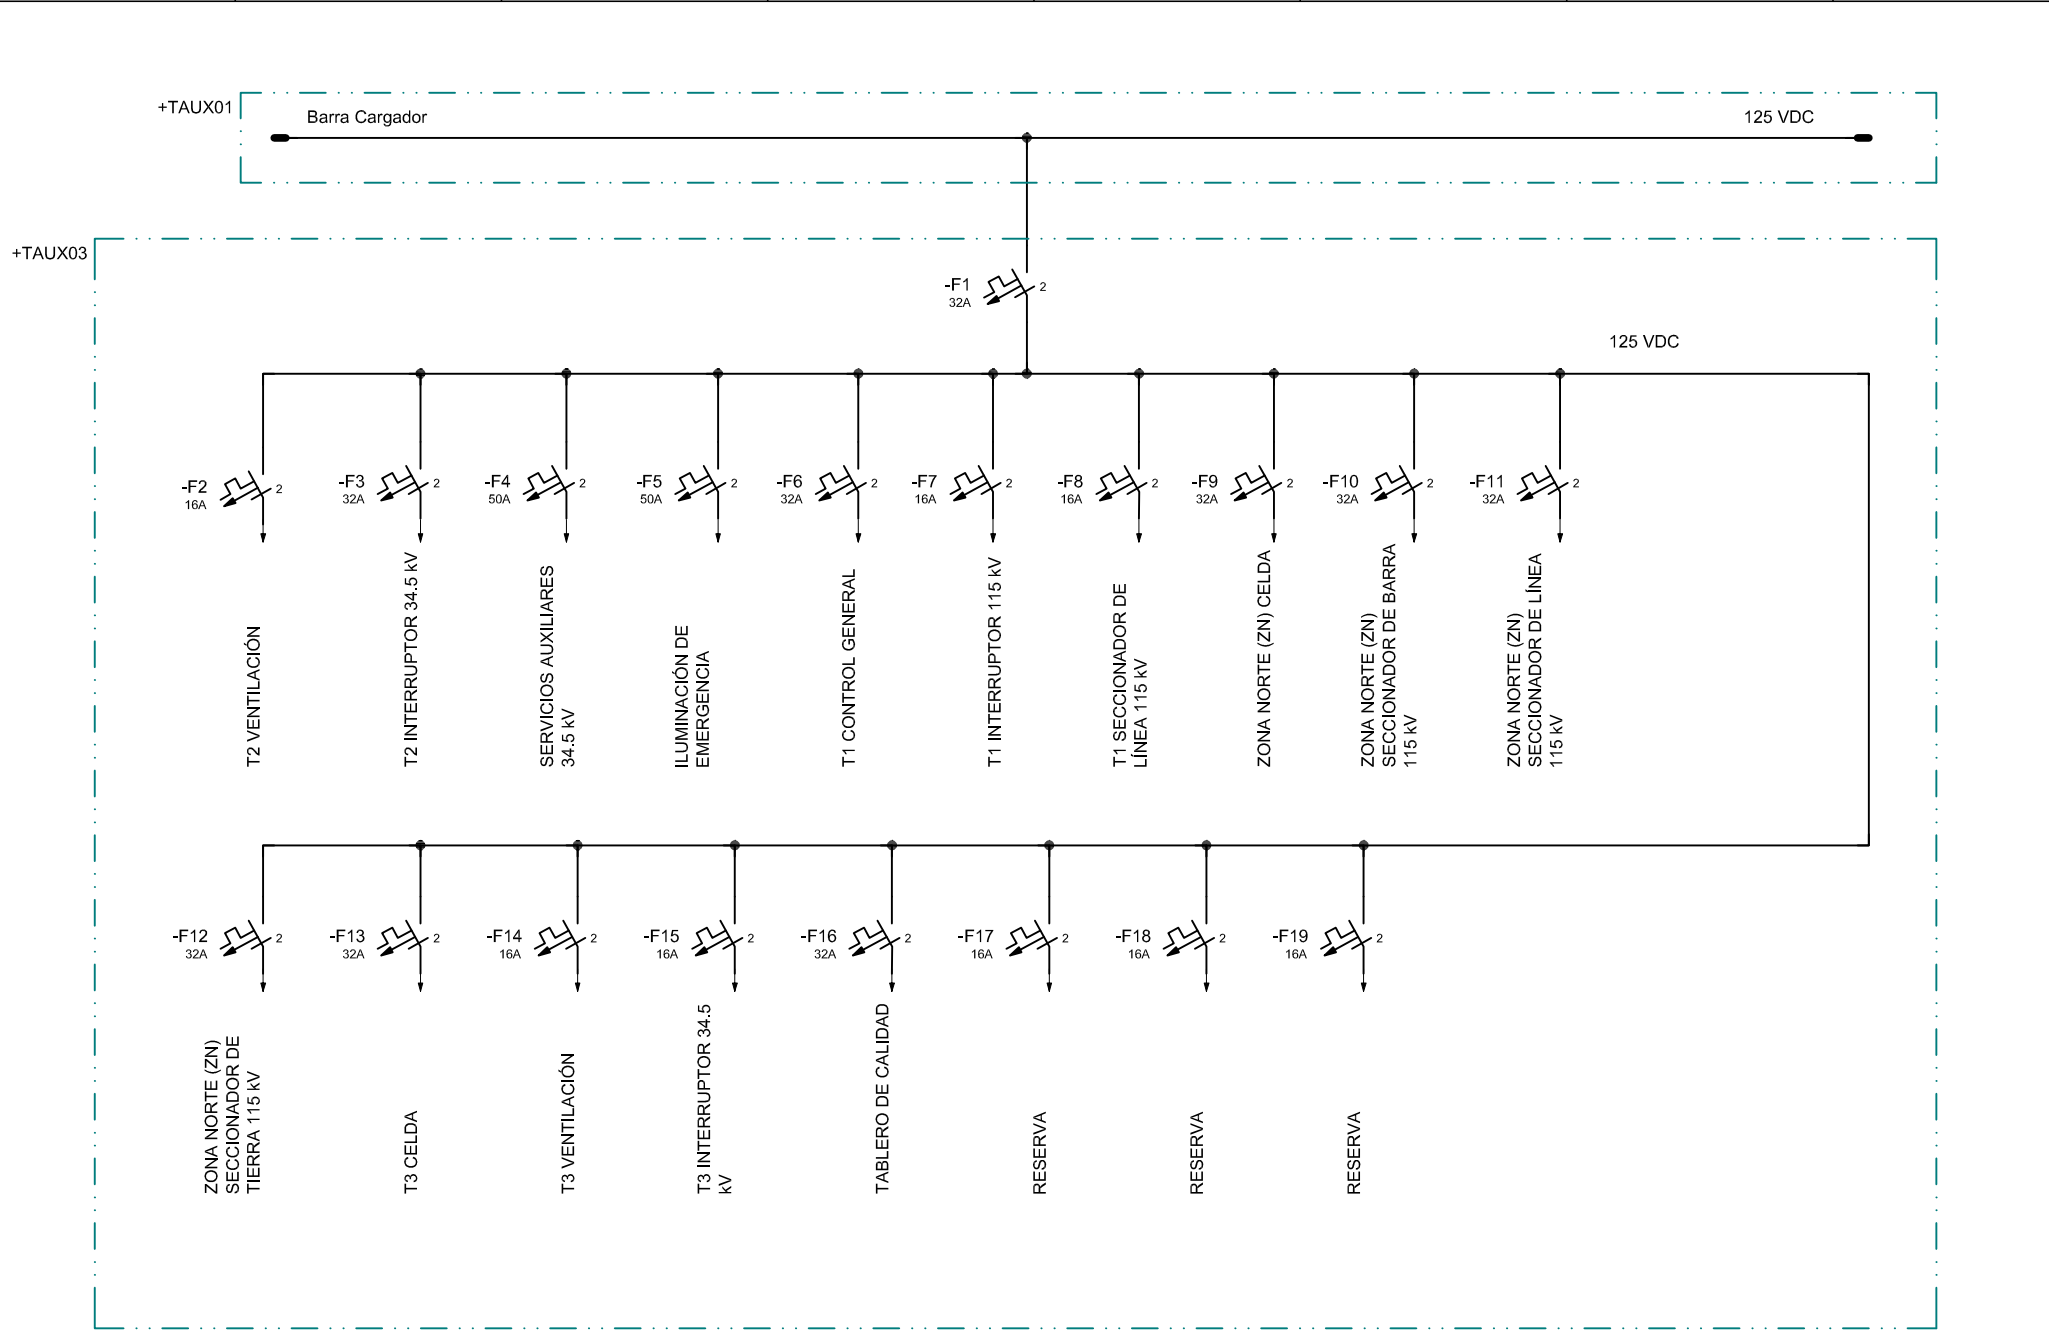 +TAUX01
Barra Cargador
125 VDC
+TAUX03
-F1
32A
2
125 VDC
-F2
16A
2
-F3
32A
2
-F4
50A
2
-F5
50A
2
-F6
32A
2
-F7
16A
2
-F8
16A
2
-F9
32A
2
-F10
32A
2
-F11
32A
2
T2 VENTILACIÓN
T2 INTERRUPTOR 34.5 kV
SERVICIOS AUXILIARES
34.5 kV
ILUMINACIÓN DE
EMERGENCIA
T1 CONTROL GENERAL
T1 INTERRUPTOR 115 kV
T1 SECCIONADOR DE
LÍNEA 115 kV
ZONA NORTE (ZN) CELDA
ZONA NORTE (ZN)
SECCIONADOR DE BARRA
115 kV
ZONA NORTE (ZN)
SECCIONADOR DE LÍNEA
115 kV
-F12
32A
2
-F13
32A
2
-F14
16A
2
-F15
16A
2
-F16
32A
2
-F17
16A
2
-F18
16A
2
-F19
16A
2
ZONA NORTE (ZN)
SECCIONADOR DE
TIERRA 115 kV
T3 CELDA
T3 VENTILACIÓN
T3 INTERRUPTOR 34.5
kV
TABLERO DE CALIDAD
RESERVA
RESERVA
RESERVA